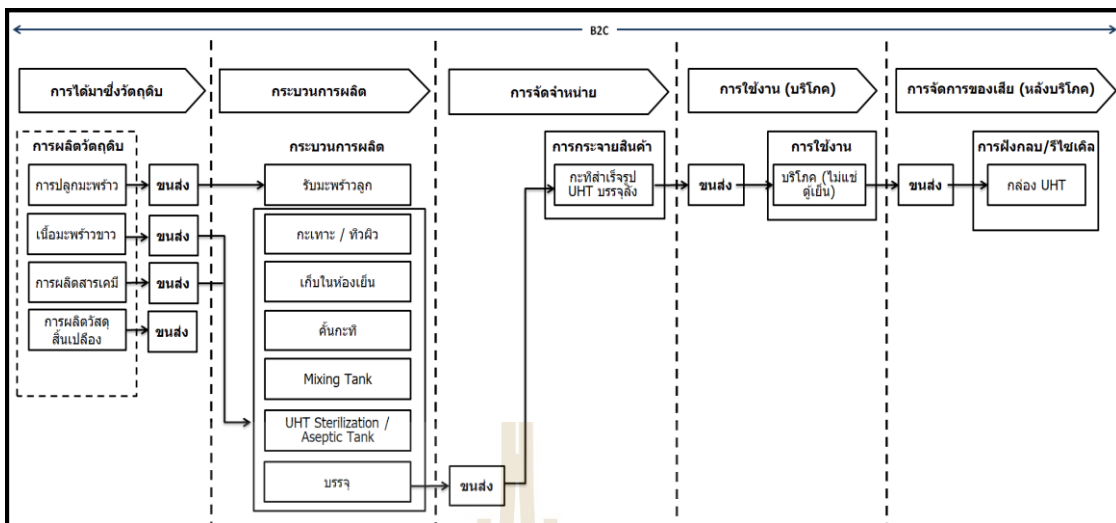 B2C
การได้มาซึ่งวัตถุดิบ
กระบวนการผลิต
การจัดจำหน่าย
การใช้งาน (บริโภค)
การจัดการของเสีย (หลังบริโภค)
การผลิตวัตถุดิบ
การปลูกมะพร้าว
ขนส่ง
เนื้อมะพร้าวขาว
ขนส่ง
การผลิตสารเคมี
ขนส่ง
การผลิตวัสดุ
สิ้นเปลือง
ขนส่ง
กระบวนการผลิต
รับมะพร้าวลูก
กะเทาะ / ทิวผิว
เก็บในห้องเย็น
คั้นกะทิ
Mixing Tank
UHT Sterilization /
Aseptic Tank
บรรจุ
ขนส่ง
การกระจายสินค้า
กะทิสำเร็จรูป
UHT บรรจุลัง
ขนส่ง
การใช้งาน
บริโภค (ไม่แช่
ตู้เย็น)
ขนส่ง
การฝังกลบ/รีไซเคิล
กล่อง UHT